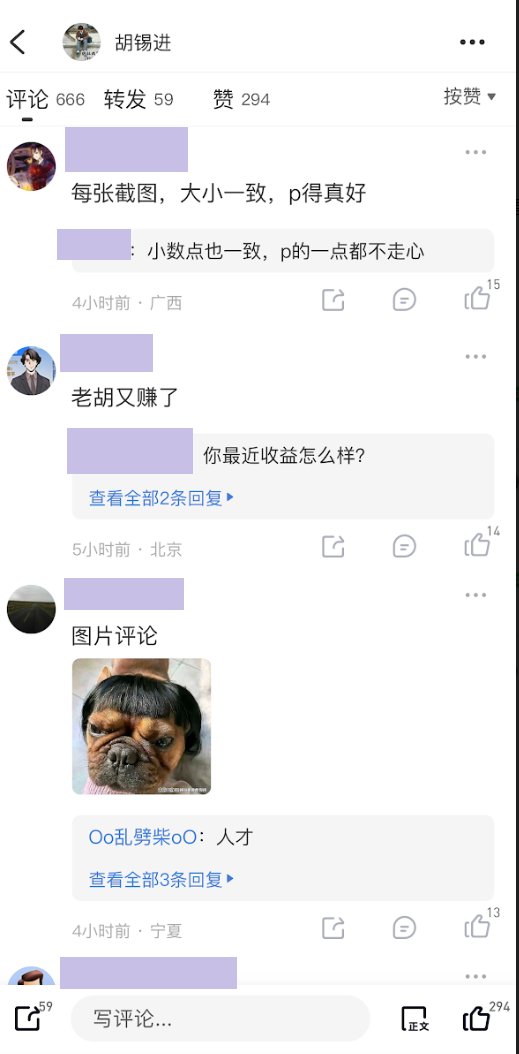 胡锡进
评论 666 转发 59 赞 294 按赞
每张截图，大小一致，p得真好
：小数点也一致，p的一点都不走心
4小时前 · 广西 15
老胡又赚了
你最近收益怎么样？
查看全部2条回复
5小时前 · 北京 14
图片评论
Oo乱劈柴oO：人才
查看全部3条回复
4小时前 · 宁夏 13
59 写评论... 正文 294